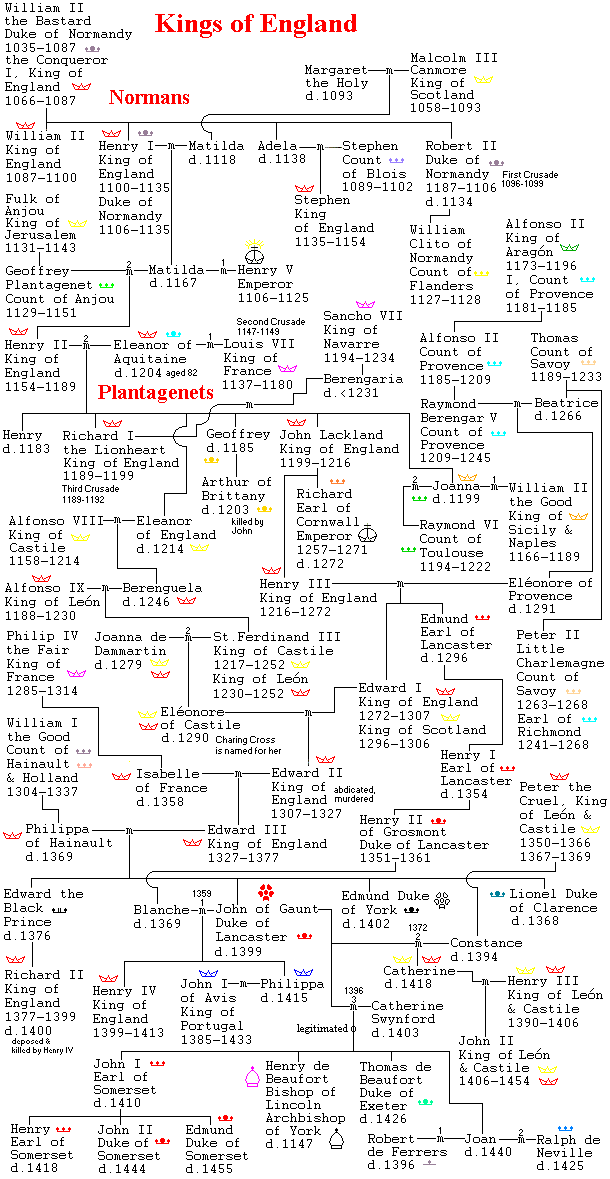 Kings of England
William II
the Bastard
Duke of Normandy
1035-1087
the Conqueror
I, King of
England
1066-1087
Margaret
the Holy
d.1093
m
Malcolm III
Canmore
King of
Scotland
1058-1093
Normans
William II
King of
England
1087-1100
Henry I
King of
England
1100-1135
Duke of
Normandy
1106-1135
m
Matilda
d.1118
Adela
d.1138
m
Stephen
Count
of Blois
1089-1102
Robert II
Duke of
Normandy
1187-1106
d.1134
First Crusade
1096-1099
Stephen
King
of England
1135-1154
Fulk of
Anjou
King of
Jerusalem
1131-1143
William
Clito of
Normandy
Count of
Flanders
1127-1128
Alfonso II
King of
Aragón
1173-1196
I, Count
of Provence
1181-1185
Geoffrey
Plantagenet
Count of Anjou
1129-1151
2
m
Matilda
d.1167
1
m
Henry V
Emperor
1106-1125
Second Crusade
1147-1149
Sancho VII
King of
Navarre
1194-1234
Henry II
King of
England
1154-1189
2
m
Eleanor of
Aquitaine
d.1204 aged 82
1
m
Louis VII
King of
France
1137-1180
Berengaria
d.<1231
Alfonso II
Count of
Provence
1185-1209
Thomas
Count of
Savoy
1189-1233
Plantagenets
m
Raymond
Berengar V
Count of
Provence
1209-1245
m
Beatrice
d.1266
Henry
d.1183
Richard I
the Lionheart
King of England
1189-1199
Third Crusade
1189-1192
Geoffrey
d.1185
Arthur of
Brittany
d.1203
killed by
John
John Lackland
King of England
1199-1216
Richard
Earl of
Cornwall
Emperor
1257-1271
d.1272
2
m
Joanna
d.1199
1
m
William II
the Good
King of
Sicily &
Naples
1166-1189
Raymond VI
Count of
Toulouse
1194-1222
Alfonso VIII
King of
Castile
1158-1214
m
Eleanor
of England
d.1214
Alfonso IX
King of León
1188-1230
m
Berenguela
d.1246
Henry III
King of England
1216-1272
m
Eléonore of
Provence
d.1291
Philip IV
the Fair
King of
France
1285-1314
Joanna de
Dammartin
d.1279
2
m
St.Ferdinand III
King of Castile
1217-1252
King of León
1230-1252
Edmund
Earl of
Lancaster
d.1296
Peter II
Little
Charlemagne
Count of
Savoy
1263-1268
Earl of
Richmond
1241-1268
Eléonore
of Castile
d.1290
Charing Cross
is named for her
m
Edward I
King of England
1272-1307
King of Scotland
1296-1306
William I
the Good
Count of
Hainault
& Holland
1304-1337
Henry I
Earl of
Lancaster
d.1354
Isabelle
of France
d.1358
m
Edward II
King of
England
1307-1327
abdicated,
murdered
Peter the
Cruel, King
of León &
Castile
1350-1366
1367-1369
Philippa
of Hainault
d.1369
m
Edward III
King of England
1327-1377
Henry II
of Grosmont
Duke of Lancaster
1351-1361
Edward the
Black
Prince
d.1376
Blanche
d.1369
1359
1
m
John of Gaunt
Duke of
Lancaster
d.1399
Edmund Duke
of York
d.1402
Lionel Duke
of Clarence
d.1368
1372
2
m
Constance
d.1394
Richard II
King of
England
1377-1399
d.1400
deposed &
killed by Henry IV
Henry IV
King of
England
1399-1413
John I
of Avis
King of
Portugal
1385-1433
m
Philippa
d.1415
Catherine
d.1418
m
Henry III
King of León
& Castile
1390-1406
1396
3
m
Catherine
Swynford
d.1403
legitimated
John II
King of León
& Castile
1406-1454
John I
Earl of
Somerset
d.1410
Henry de
Beaufort
Bishop of
Lincoln
Archbishop
of York
d.1147
Thomas de
Beaufort
Duke of
Exeter
d.1426
Henry
Earl of
Somerset
d.1418
John II
Duke of
Somerset
d.1444
Edmund
Duke of
Somerset
d.1455
Robert
de Ferrers
d.1396
1
m
Joan
d.1440
2
m
Ralph de
Neville
d.1425